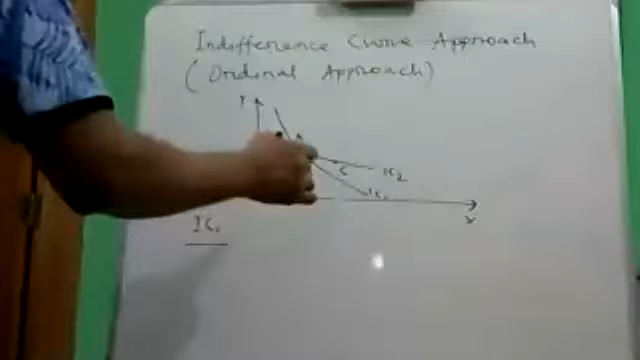 Indifference Curve Approach
(Ordinal Approach)
Y
A
C
IC2
IC1
X
IC1